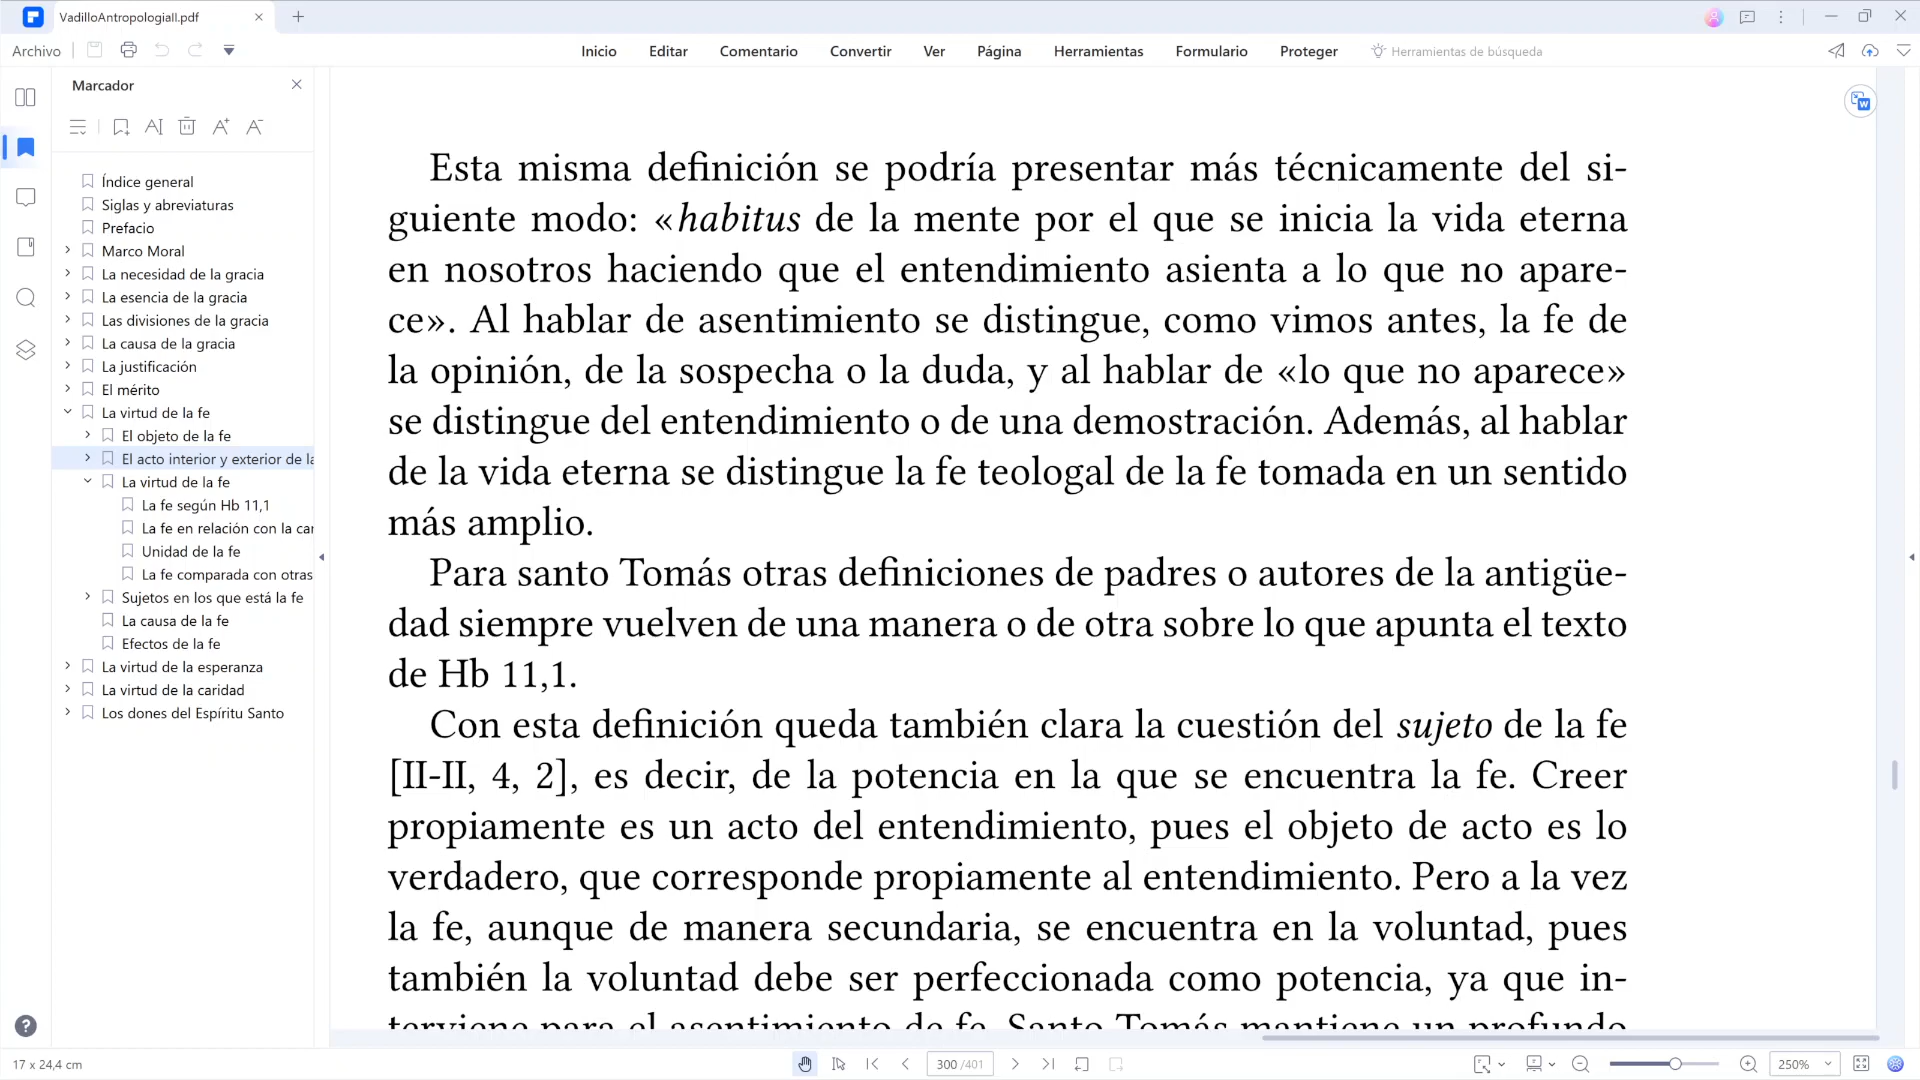 VadilloAntropologiaII.pdf
Archivo
Inicio
Editar
Comentario
Convertir
Ver
Página
Herramientas
Formulario
Proteger
Herramientas de búsqueda
Marcador
Índice general
Siglas y abreviaturas
Prefacio
Marco Moral
La necesidad de la gracia
La esencia de la gracia
Las divisiones de la gracia
La causa de la gracia
La justificación
El mérito
La virtud de la fe
El objeto de la fe
El acto interior y exterior de la
La virtud de la fe
La fe según Hb 11,1
La fe en relación con la car
Unidad de la fe
La fe comparada con otras
Sujetos en los que está la fe
La causa de la fe
Efectos de la fe
La virtud de la esperanza
La virtud de la caridad
Los dones del Espíritu Santo
Esta misma definición se podría presentar más técnicamente del si-
guiente modo: «habitus de la mente por el que se inicia la vida eterna
en nosotros haciendo que el entendimiento asienta a lo que no apare-
ce». Al hablar de asentimiento se distingue, como vimos antes, la fe de
la opinión, de la sospecha o la duda, y al hablar de «lo que no aparece»
se distingue del entendimiento o de una demostración. Además, al hablar
de la vida eterna se distingue la fe teologal de la fe tomada en un sentido
más amplio.
Para santo Tomás otras definiciones de padres o autores de la antigüe-
dad siempre vuelven de una manera o de otra sobre lo que apunta el texto
de Hb 11,1.
Con esta definición queda también clara la cuestión del sujeto de la fe
[II-II, 4, 2], es decir, de la potencia en la que se encuentra la fe. Creer
propiamente es un acto del entendimiento, pues el objeto de acto es lo
verdadero, que corresponde propiamente al entendimiento. Pero a la vez
la fe, aunque de manera secundaria, se encuentra en la voluntad, pues
también la voluntad debe ser perfeccionada como potencia, ya que in-
terviene para el asentimiento de fe. Santo Tomás mantiene un profundo
17 x 24,4 cm
300 /401
250%